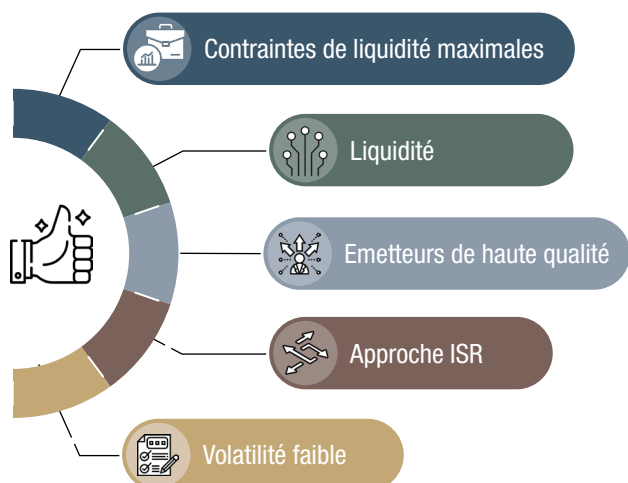 Contraintes de liquidité maximales
Liquidité
Emetteurs de haute qualité
Approche ISR
Volatilité faible